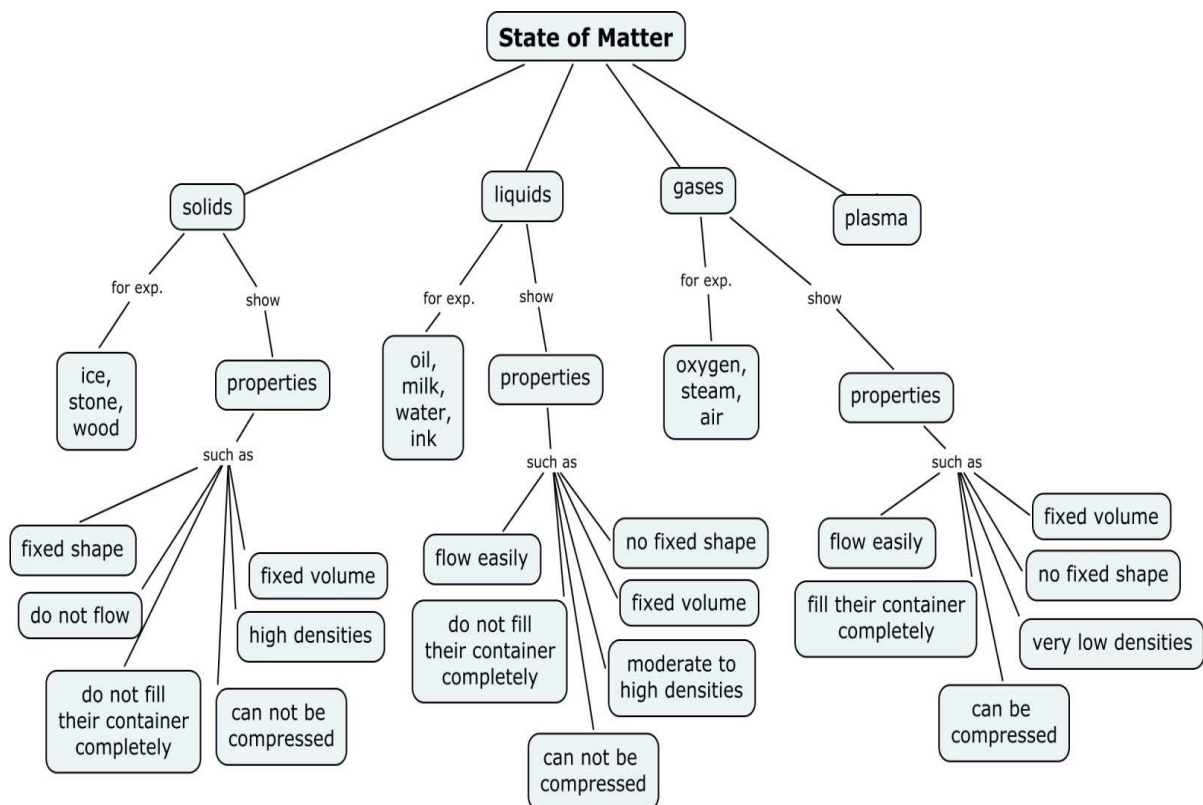 State of Matter
solids
liquids
gases
plasma
for exp.
show
for exp.
show
for exp.
show
ice,
stone,
wood
properties
oil,
milk,
water,
ink
properties
oxygen,
steam,
air
properties
such as
such as
such as
fixed shape
do not flow
do not fill
their container
completely
can not be
compressed
high densities
fixed volume
flow easily
do not fill
their container
completely
can not be
compressed
moderate to
high densities
fixed volume
no fixed shape
flow easily
fill their container
completely
can be
compressed
very low densities
no fixed shape
fixed volume